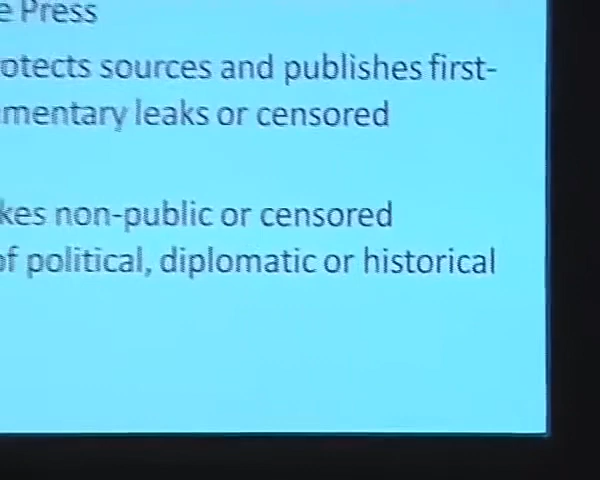 e Press
otects sources and publishes first-
mentary leaks or censored
kes non-public or censored
of political, diplomatic or historical